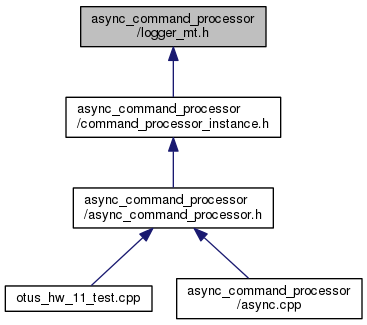 async_command_processor
/logger_mt.h
async_command_processor
/command_processor_instance.h
async_command_processor
/async_command_processor.h
otus_hw_11_test.cpp
async_command_processor
/async.cpp